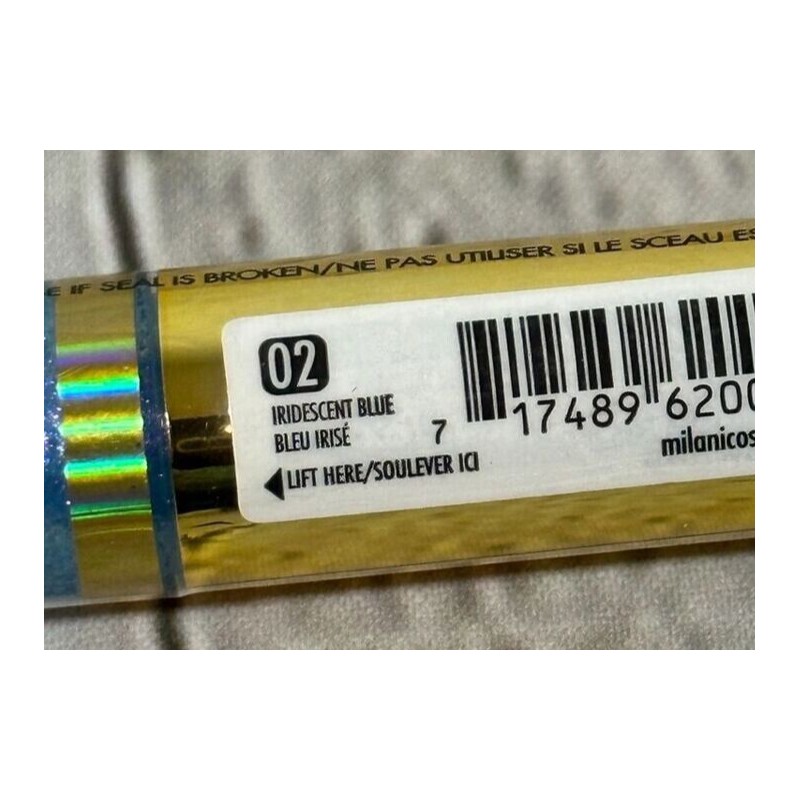 E IF SEAL IS BROKEN/NE PAS UTILISER SI LE SCEAU ES
02
IRIDESCENT BLUE
BLEU IRISÉ
LIFT HERE/SOULEVER ICI
7 17489 6200
milanicos